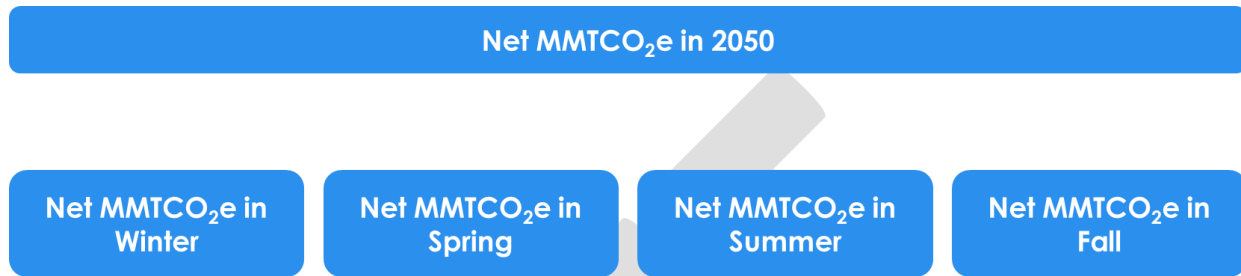 Net MMTCO₂e in 2050
Net MMTCO₂e in
Winter
Net MMTCO₂e in
Spring
Net MMTCO₂e in
Summer
Net MMTCO₂e in
Fall